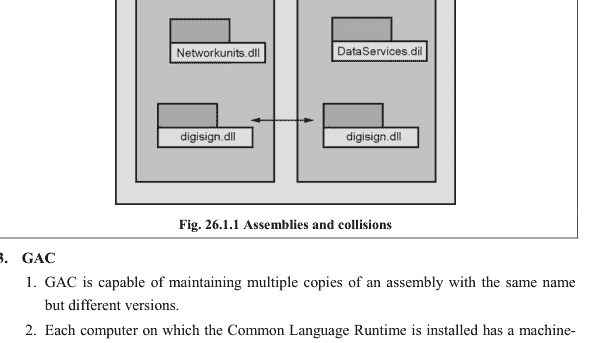 Networkunits.dll
DataServices.dil
digisign.dll
digisign.dll
Fig. 26.1.1 Assemblies and collisions
3. GAC
1. GAC is capable of maintaining multiple copies of an assembly with the same name
but different versions.
2. Each computer on which the Common Language Runtime is installed has a machine-